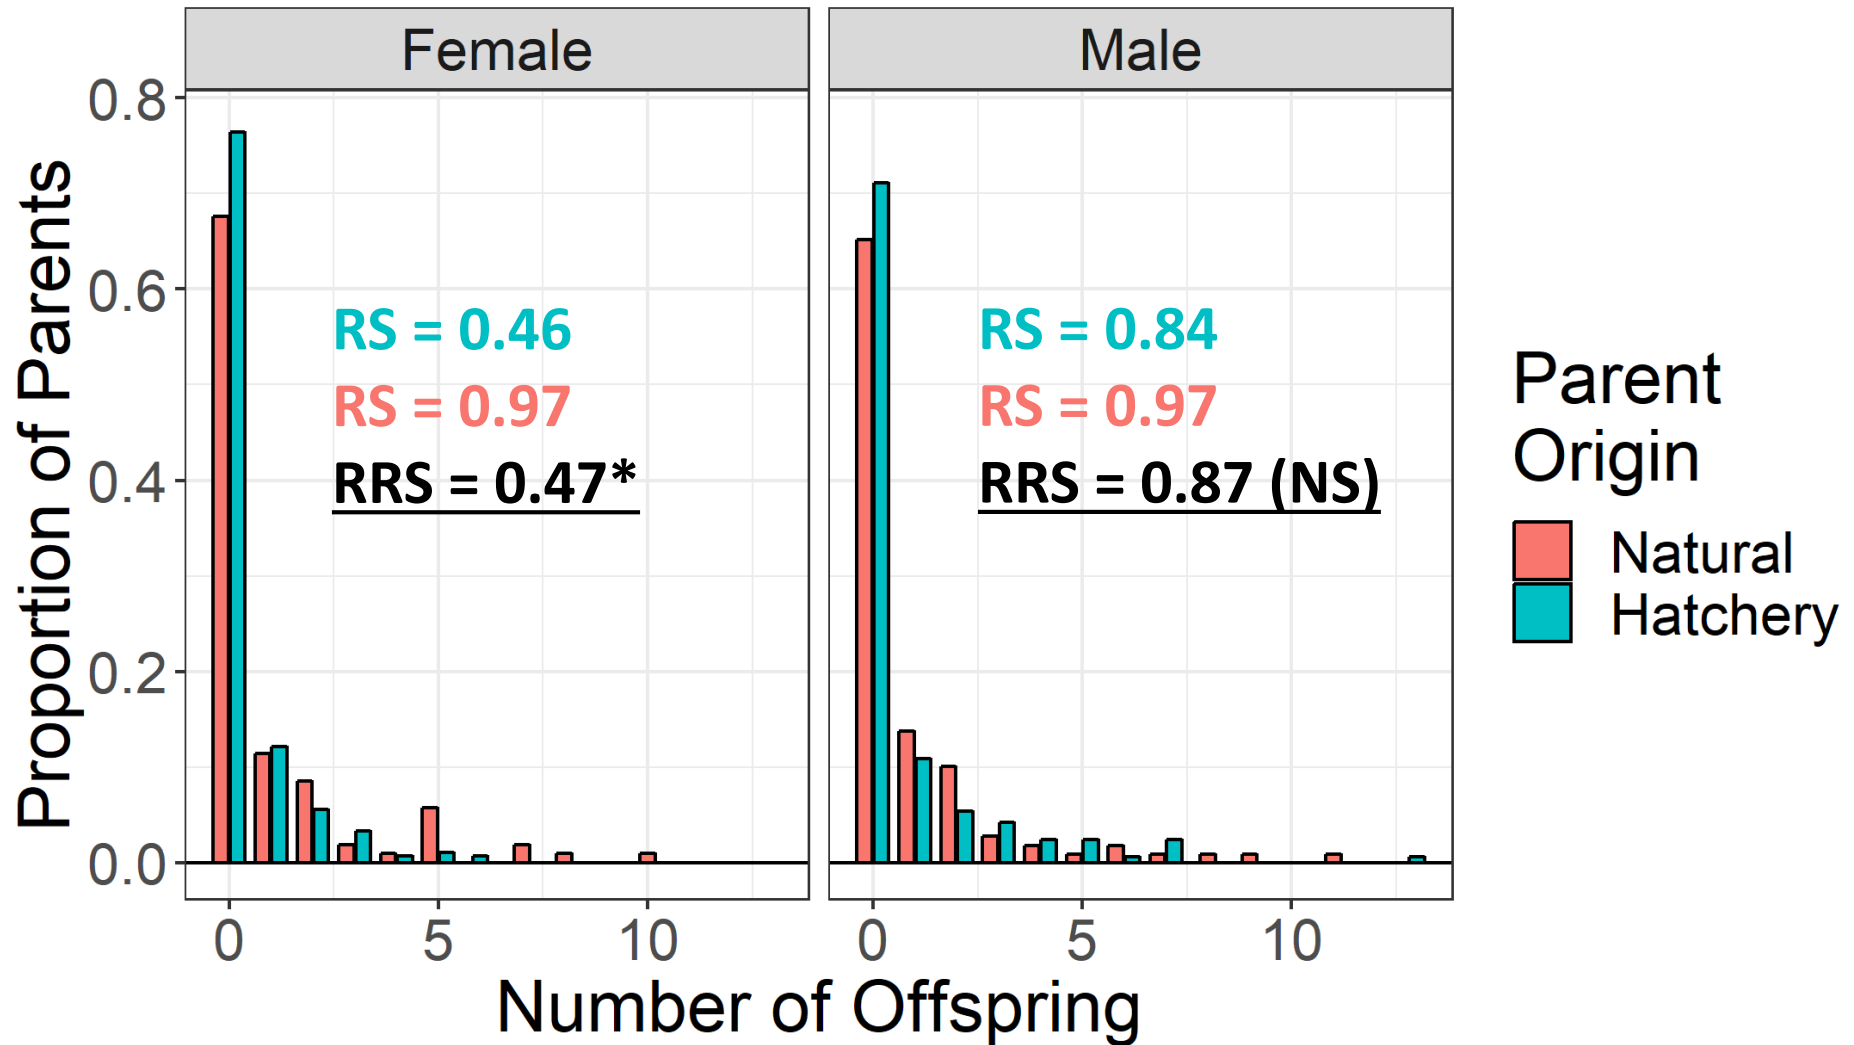 Female
Male
Proportion of Parents
0.8
0.6
0.4
0.2
0.0
RS = 0.46
RS = 0.97
RRS = 0.47*
RS = 0.84
RS = 0.97
RRS = 0.87 (NS)
0
5
10
0
5
10
Number of Offspring
Parent
Origin
Natural
Hatchery